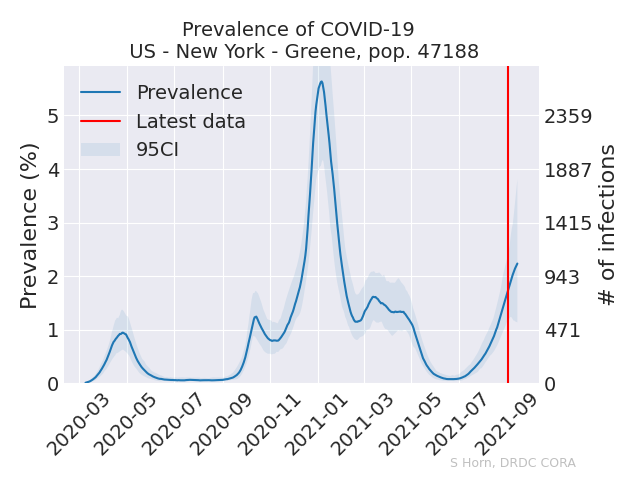 Prevalence of COVID-19
US - New York - Greene, pop. 47188
Prevalence
Latest data
95CI
Prevalence (%)
5
4
3
2
1
0
2359
1887
1415
943
471
0
# of infections
2020-03
2020-05
2020-07
2020-09
2020-11
2021-01
2021-03
2021-05
2021-07
2021-09
S Horn, DRDC CORA